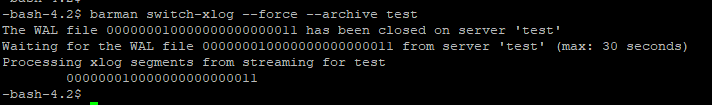 -bash-4.2$ barman switch-xlog --force --archive test
The WAL file 000000010000000000000011 has been closed on server 'test'
Waiting for the WAL file 000000010000000000000011 from server 'test' (max: 30 seconds)
Processing xlog segments from streaming for test
000000010000000000000011
-bash-4.2$